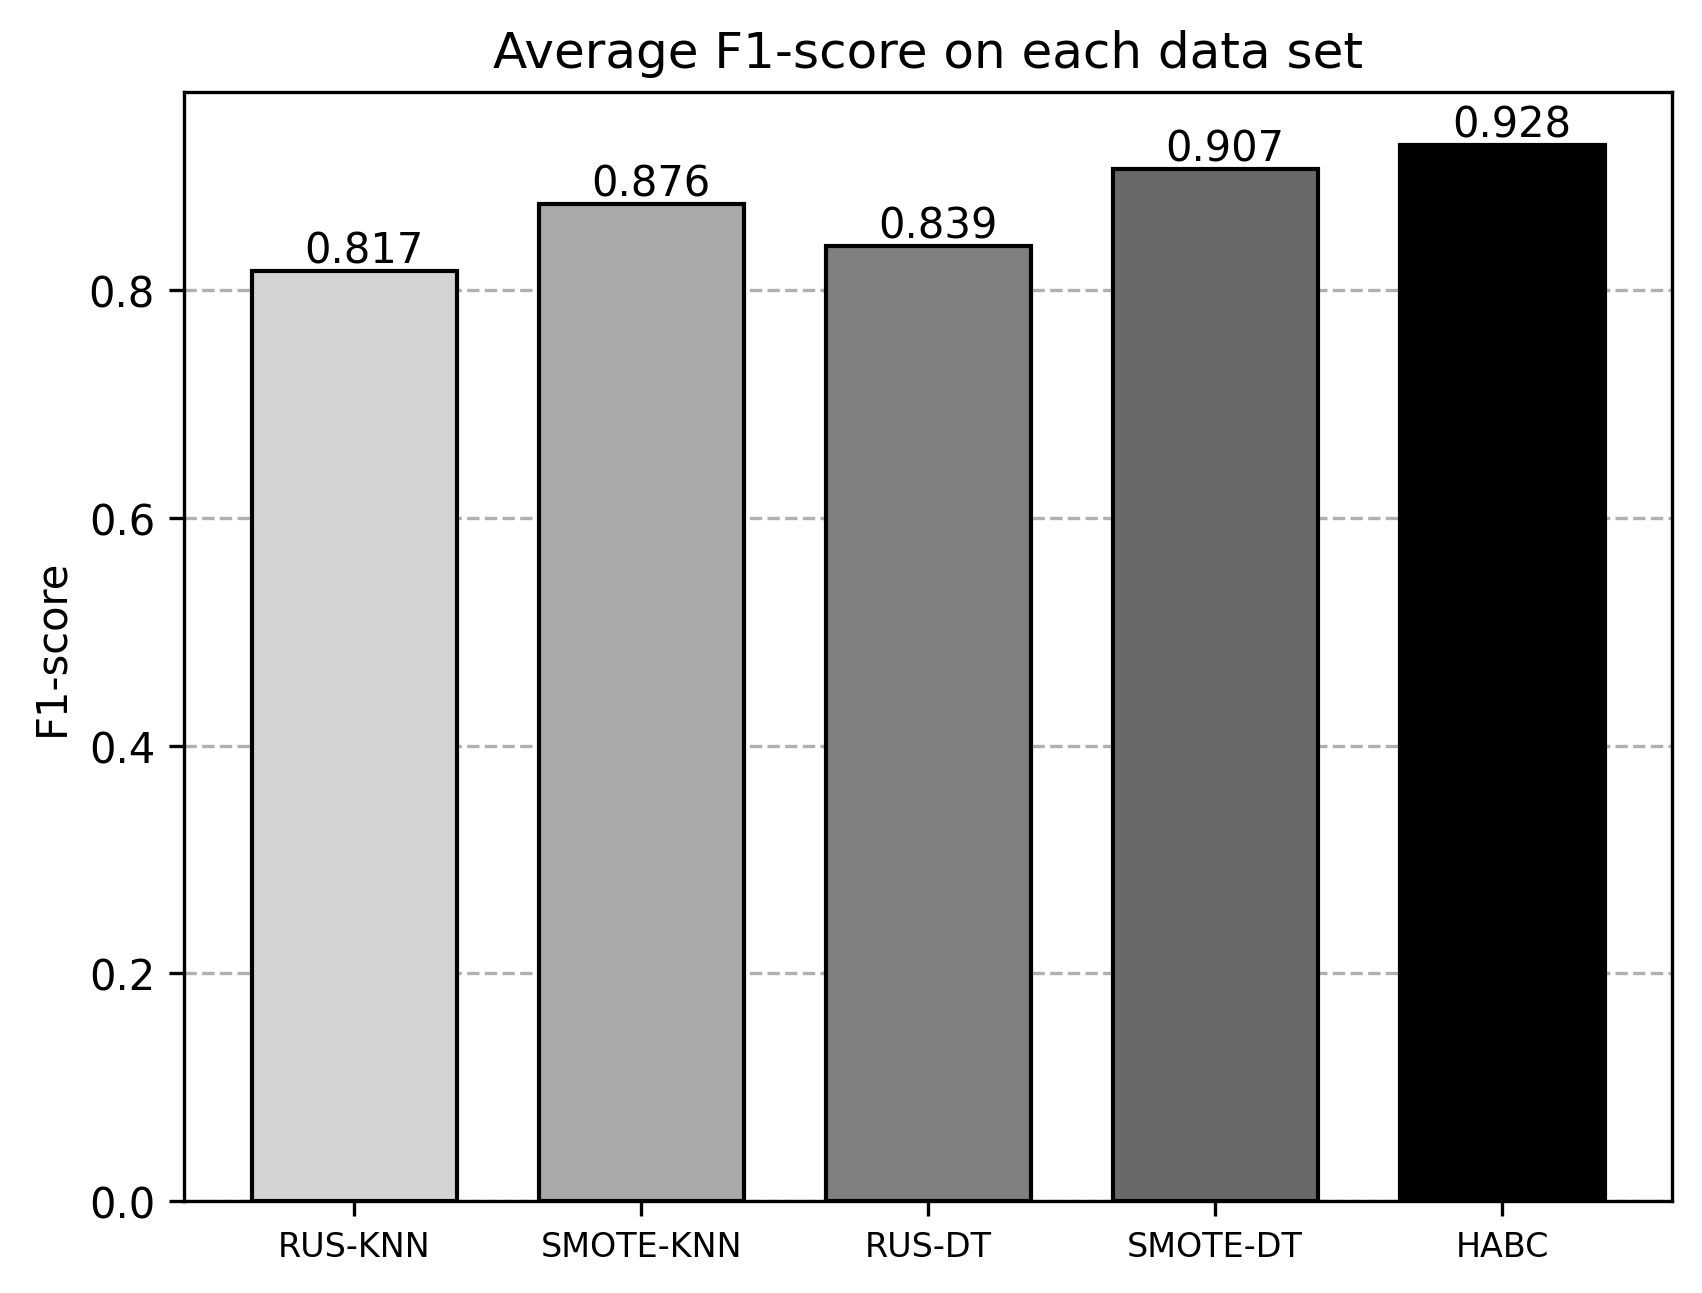 Average F1-score on each data set
F1-score
0.8
0.6
0.4
0.2
0.0
0.817
0.876
0.839
0.907
0.928
RUS-KNN
SMOTE-KNN
RUS-DT
SMOTE-DT
HABC